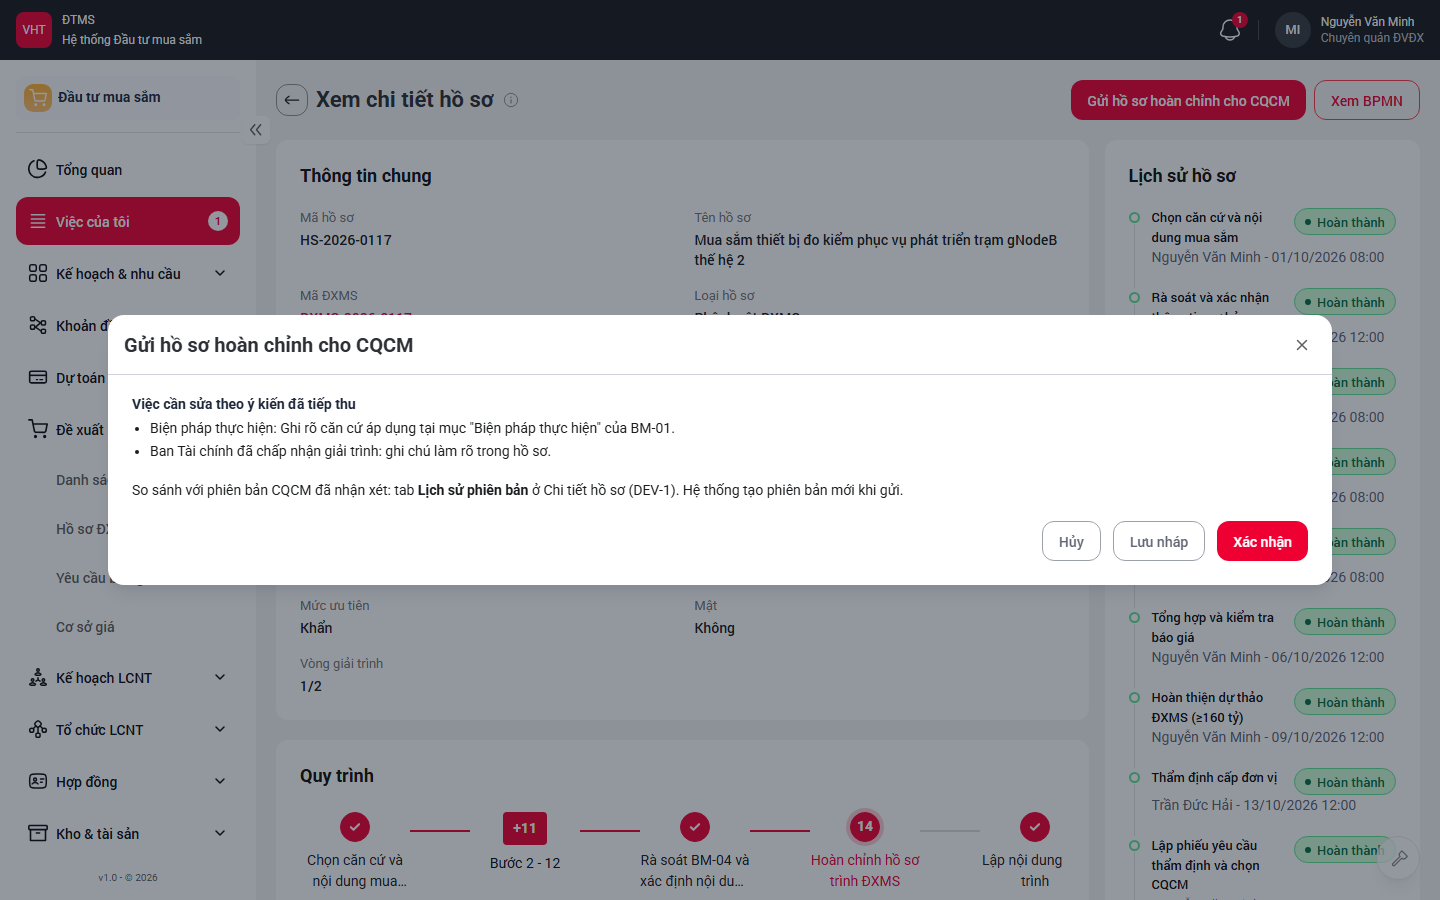 VHT
ĐTMS
Hệ thống Đầu tư mua sắm
1
MI
Nguyễn Văn Minh
Chuyên quản ĐVĐX
Đầu tư mua sắm
Xem chi tiết hồ sơ
Gửi hồ sơ hoàn chỉnh cho CQCM
Xem BPMN
Tổng quan
Việc của tôi
1
Kế hoạch & nhu cầu
Dự toán
Đề xuất
Cơ sở giá
Kế hoạch LCNT
Tổ chức LCNT
Hợp đồng
Kho & tài sản
v1.0 - © 2026
Thông tin chung
Mã hồ sơ
HS-2026-0117
Tên hồ sơ
Mua sắm thiết bị đo kiểm phục vụ phát triển trạm gNodeB
thế hệ 2
Mã ĐXMS
Loại hồ sơ
Gửi hồ sơ hoàn chỉnh cho CQCM
Việc cần sửa theo ý kiến đã tiếp thu
Biện pháp thực hiện: Ghi rõ căn cứ áp dụng tại mục "Biện pháp thực hiện" của BM-01.
Ban Tài chính đã chấp nhận giải trình: ghi chú làm rõ trong hồ sơ.
So sánh với phiên bản CQCM đã nhận xét: tab Lịch sử phiên bản ở Chi tiết hồ sơ (DEV-1). Hệ thống tạo phiên bản mới khi gửi.
Hủy
Lưu nháp
Xác nhận
Mức ưu tiên
Khẩn
Mật
Không
Vòng giải trình
1/2
Quy trình
+11
14
Chọn căn cứ và
nội dung mua...
Bước 2 - 12
Rà soát BM-04 và
xác định nội du...
Hoàn chỉnh hồ sơ
trình ĐXMS
Lập nội dung
trình
Lịch sử hồ sơ
Chọn căn cứ và nội
dung mua sắm
Hoàn thành
Nguyễn Văn Minh - 01/10/2026 08:00
Rà soát và xác nhận
Hoàn thành
12:00
08:00
08:00
Tổng hợp và kiểm tra
báo giá
Hoàn thành
Nguyễn Văn Minh - 06/10/2026 12:00
Hoàn thiện dự thảo
ĐXMS (≥160 tỷ)
Hoàn thành
Nguyễn Văn Minh - 09/10/2026 12:00
Thẩm định cấp đơn vị
Hoàn thành
Trần Đức Hải - 13/10/2026 12:00
Lập phiếu yêu cầu
thẩm định và chọn
CQCM
Hoàn thành